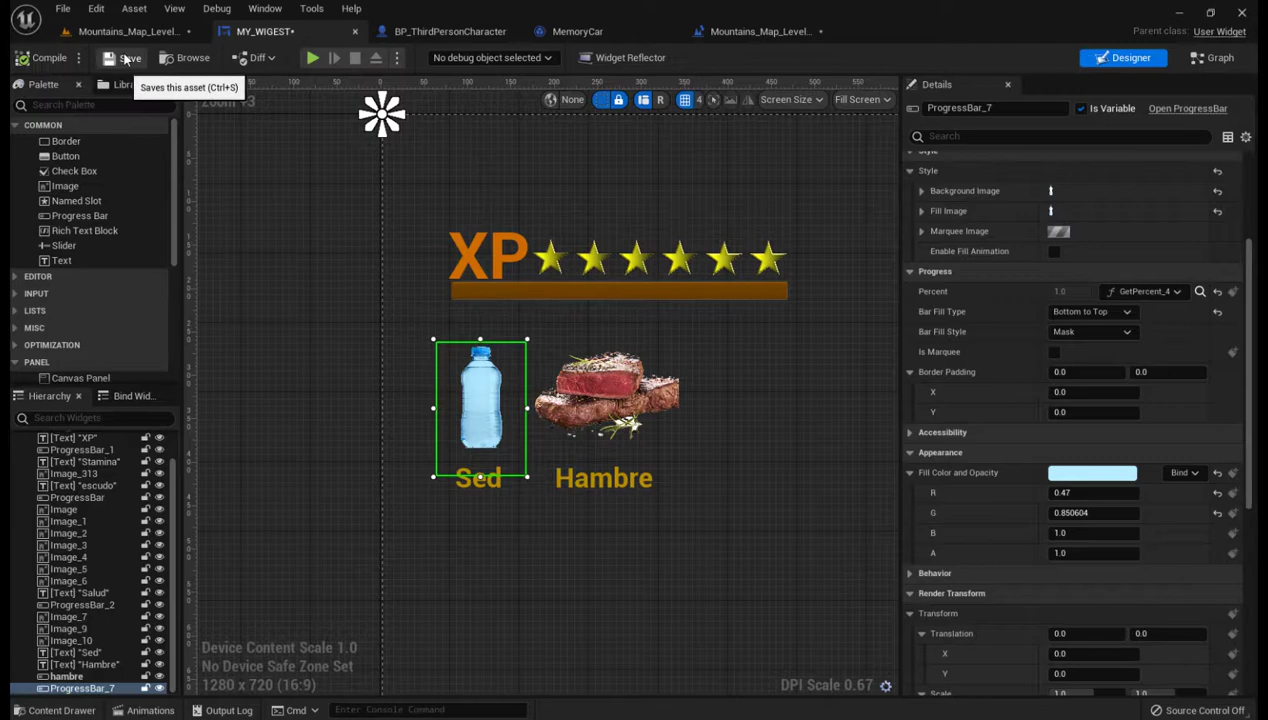 File Edit Asset View Debug Window Tools Help
Mountains_Map_Level... • MY_WIGEST* BP_ThirdPersonCharacter MemoryCar Mountains_Map_Level... • Parent class: User Widget
Compile Save Browse Diff No debug object selected Widget Reflector Designer Graph
Saves this asset (Ctrl+S)
Palette
Search Palette
COMMON
Border
Button
Check Box
Image
Named Slot
Progress Bar
Rich Text Block
Slider
Text
EDITOR
INPUT
LISTS
MISC
OPTIMIZATION
PANEL
Canvas Panel
Hierarchy Bind Wid...
Search Widgets
[Text] "XP"
ProgressBar_1
[Text] "Stamina"
Image_313
[Text] "escudo"
ProgressBar
Image
Image_1
Image_2
Image_3
Image_4
Image_5
Image_6
[Text] "Salud"
ProgressBar_2
Image_7
Image_9
Image_10
[Text] "Sed"
[Text] "Hambre"
hambre
ProgressBar_7
Zoom +3
None R 4 Screen Size Fill Screen
XP
Sed Hambre
Device Content Scale 1.0
No Device Safe Zone Set
1280 x 720 (16:9)
DPI Scale 0.67
Details
ProgressBar_7 Is Variable Open ProgressBar
Search
Style
Style
Background Image
Fill Image
Marquee Image
Enable Fill Animation
Progress
Percent 1.0 GetPercent_4
Bar Fill Type Bottom to Top
Bar Fill Style Mask
Is Marquee
Border Padding 0.0 0.0
X 0.0
Y 0.0
Accessibility
Appearance
Fill Color and Opacity Bind
R 0.47
G 0.850604
B 1.0
A 1.0
Behavior
Render Transform
Transform
Translation 0.0 0.0
X 0.0
Y 0.0
Scale 1.0 1.0
Content Drawer Animations Output Log Cmd Enter Console Command Source Control Off